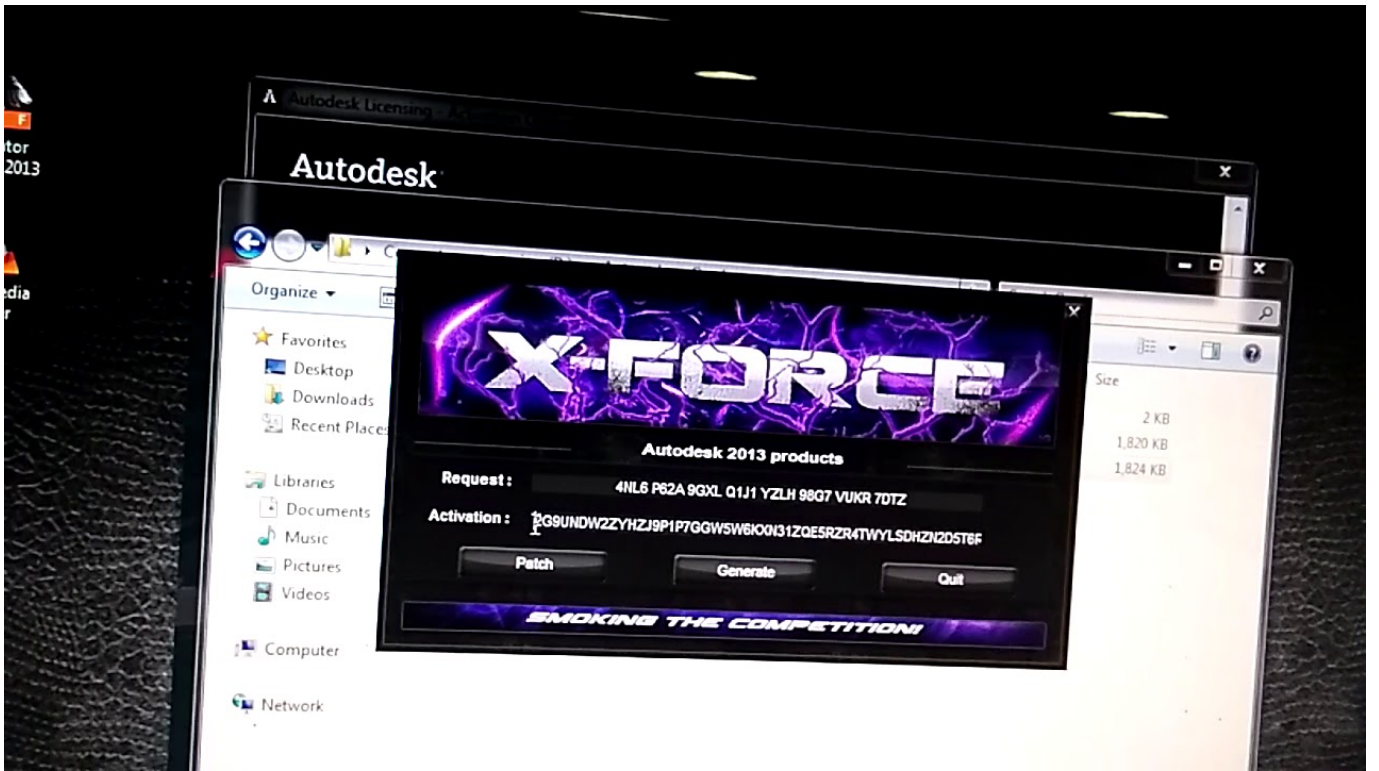 Autodesk Licensing
Autodesk
tor
2013
edia
r
Organize
Favorites
Desktop
Downloads
Recent Places
Libraries
Documents
Music
Pictures
Videos
Computer
Network
Size
2 KB
1,820 KB
1,824 KB
X-FORCE
Autodesk 2013 products
Request:
4NL6 P62A 9GXL Q1J1 YZLH 98G7 VUKR 7DTZ
Activation:
Patch
Generate
Quit
SMOKING THE COMPETITION!